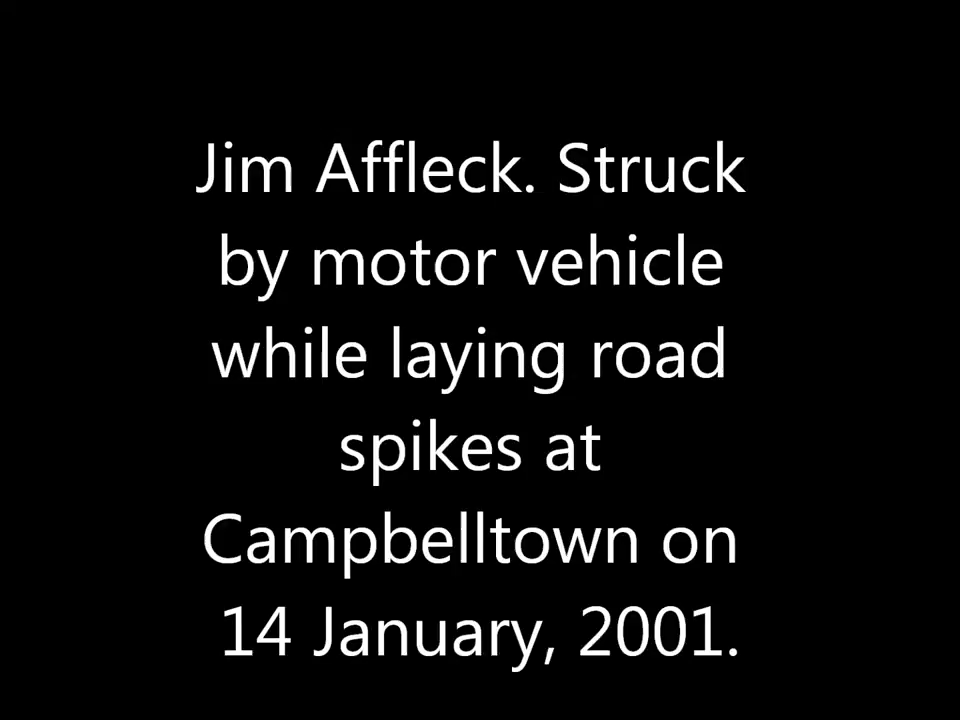 Jim Affleck. Struck
by motor vehicle
while laying road
spikes at
Campbelltown on
14 January, 2001.